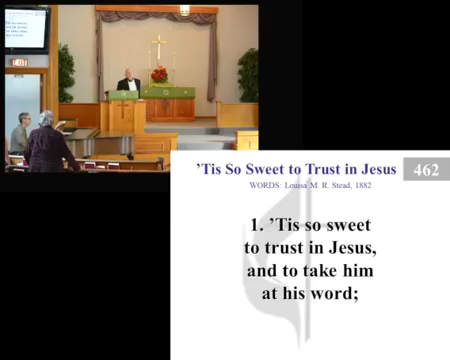 'Tis So Sweet to Trust in Jesus 462
WORDS: Louisa M. R. Stead, 1882
1. 'Tis so sweet
to trust in Jesus,
and to take him
at his word;